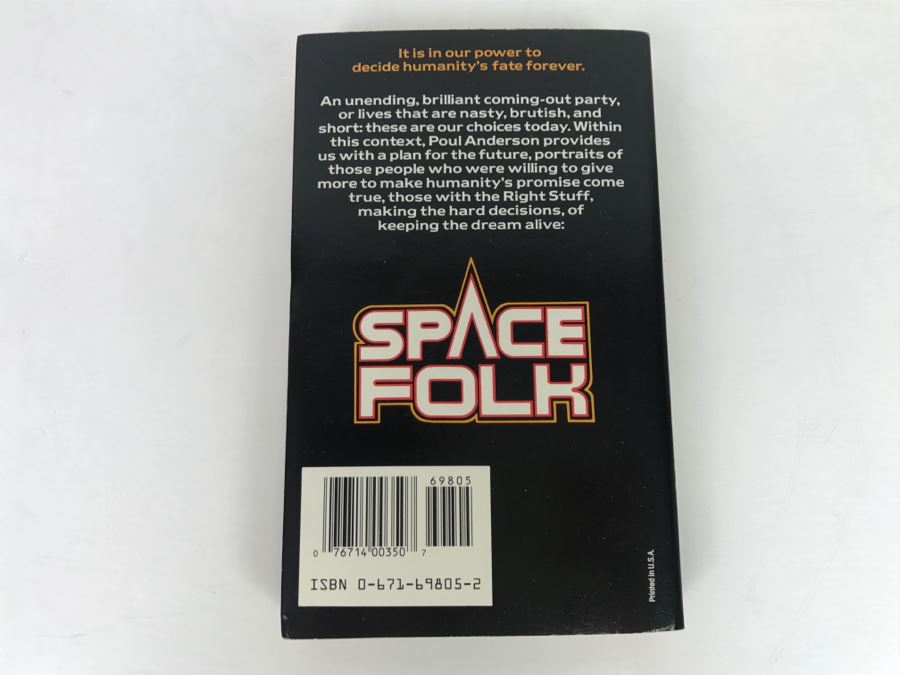 It is in our power to
decide humanity's fate forever.
An unending, brilliant coming-out party,
or lives that are nasty, brutish, and
short: these are our choices today. Within
this context, Poul Anderson provides
us with a plan for the future, portraits of
those people who were willing to give
more to make humanity's promise come
true, those with the Right Stuff,
making the hard decisions, of
keeping the dream alive:
SPACE
FOLK
69805
0 76714 00350 7
ISBN 0-671-69805-2
Printed in U.S.A.